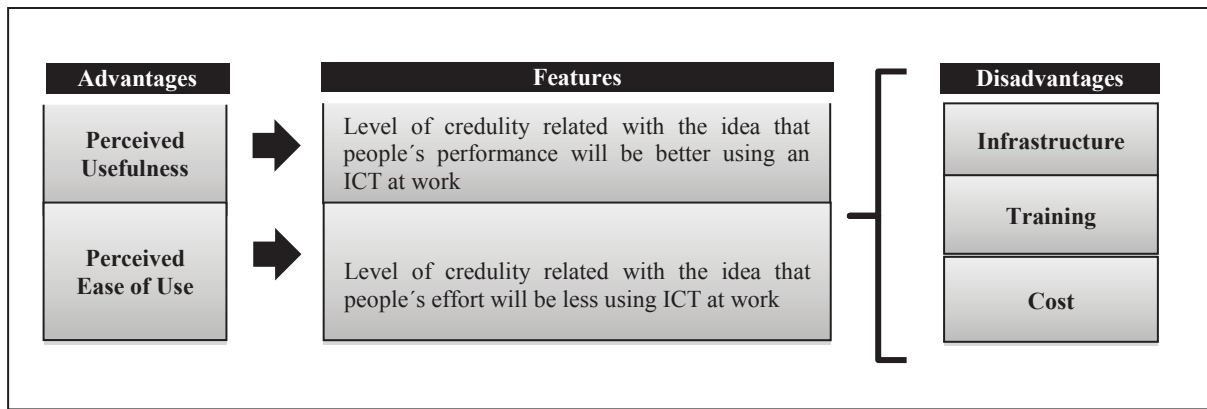 Advantages
Perceived
Usefulness
Perceived
Ease of Use
Features
Level of credulity related with the idea that
people´s performance will be better using an
ICT at work
Level of credulity related with the idea that
people´s effort will be less using ICT at work
Disadvantages
Infrastructure
Training
Cost